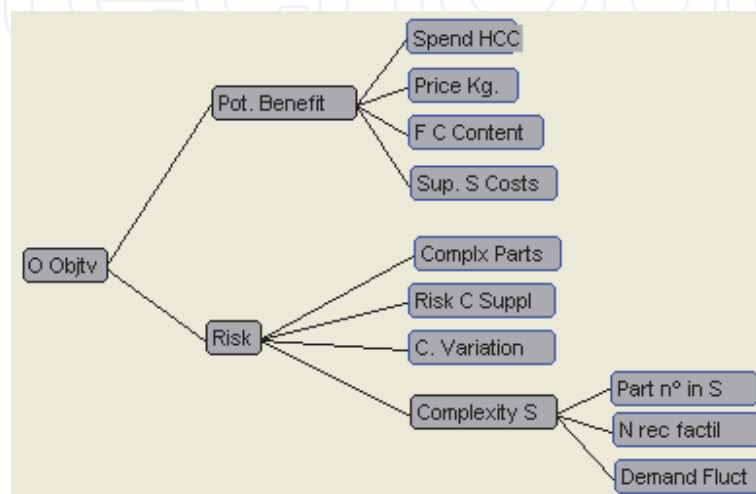 O Objtv
Pot. Benefit
Spend HCC
Price Kg.
F C Content
Sup. S Costs
Risk
Complx Parts
Risk C Suppl
C. Variation
Complexity S
Part n° in S
N rec factil
Demand Fluct